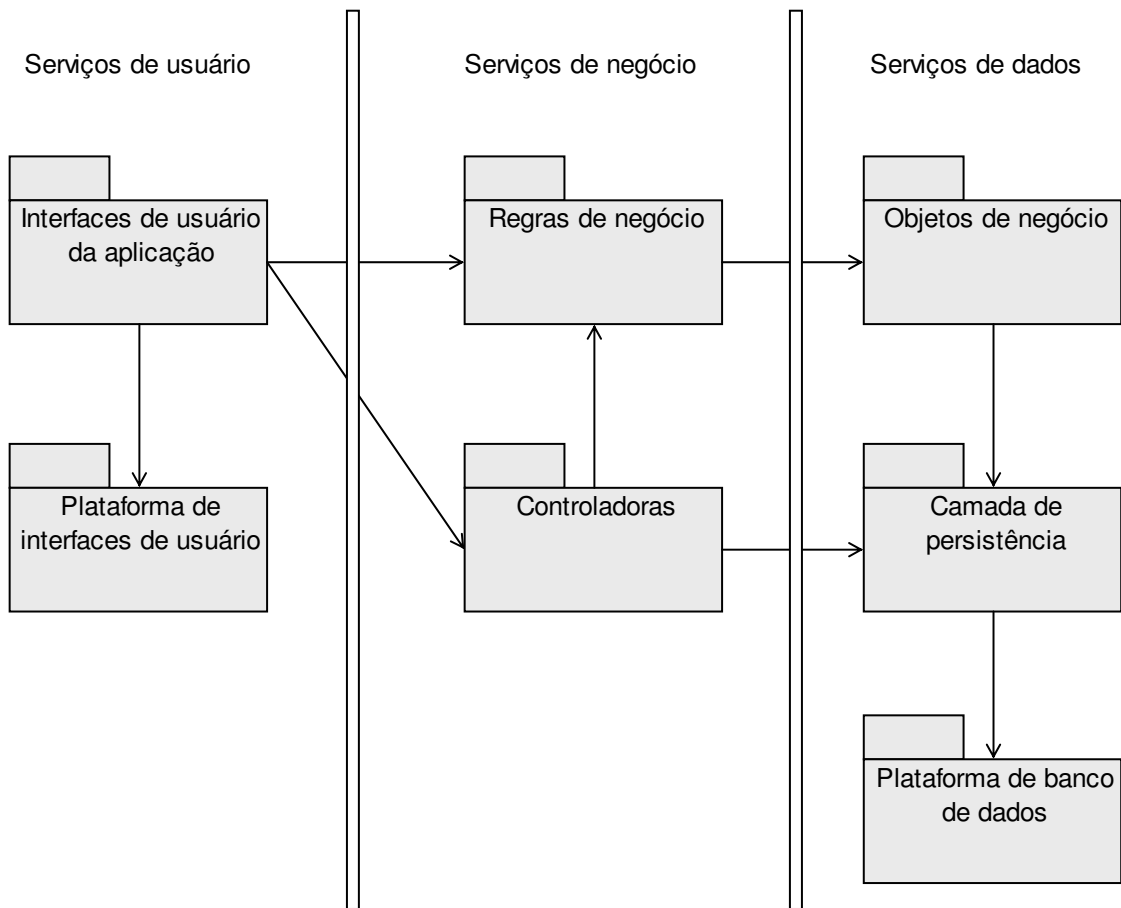 Serviços de usuário
Serviços de negócio
Serviços de dados
Interfaces de usuário
da aplicação
Regras de negócio
Objetos de negócio
Plataforma de
interfaces de usuário
Controladoras
Camada de
persistência
Plataforma de banco
de dados